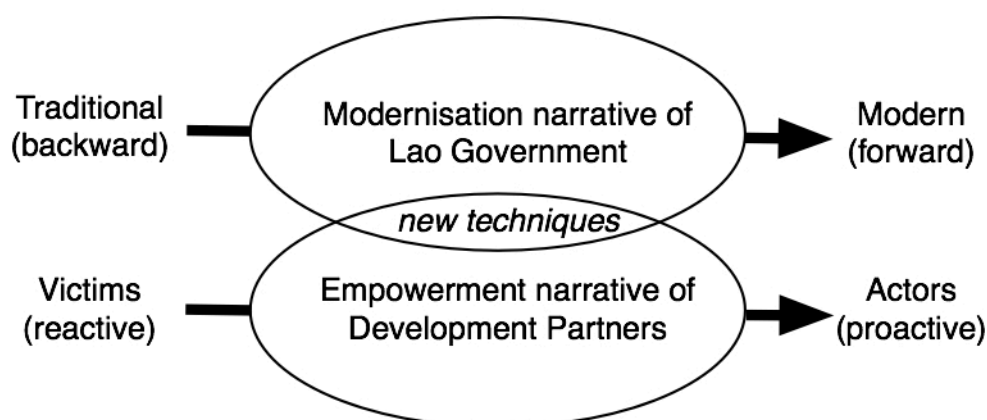 Traditional
(backward)
Modernisation narrative of
Lao Government
Modern
(forward)
new techniques
Victims
(reactive)
Empowerment narrative of
Development Partners
Actors
(proactive)